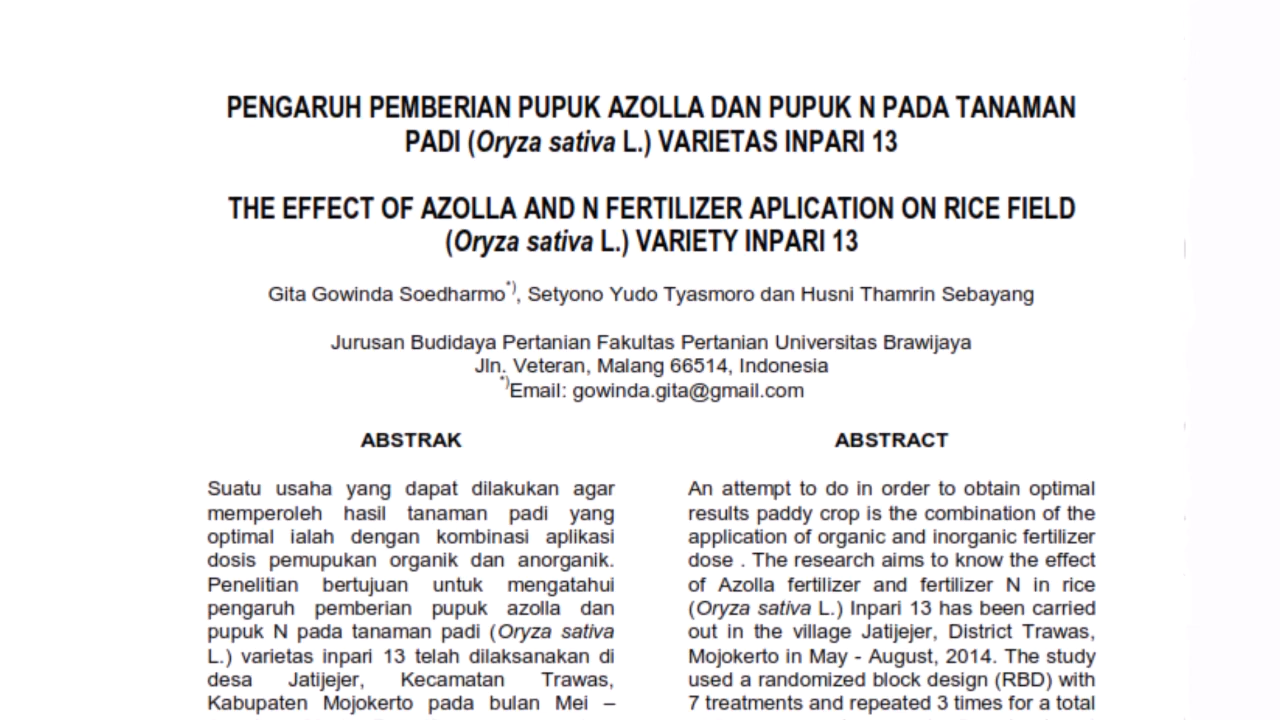 PENGARUH PEMBERIAN PUPUK AZOLLA DAN PUPUK N PADA TANAMAN
PADI (Oryza sativa L.) VARIETAS INPARI 13
THE EFFECT OF AZOLLA AND N FERTILIZER APLICATION ON RICE FIELD
(Oryza sativa L.) VARIETY INPARI 13
Gita Gowinda Soedharmo*), Setyono Yudo Tyasmoro dan Husni Thamrin Sebayang
Jurusan Budidaya Pertanian Fakultas Pertanian Universitas Brawijaya
Jln. Veteran, Malang 66514, Indonesia
*)Email: gowinda.gita@gmail.com
ABSTRAK
Suatu usaha yang dapat dilakukan agar
memperoleh hasil tanaman padi yang
optimal ialah dengan kombinasi aplikasi
dosis pemupukan organik dan anorganik.
Penelitian bertujuan untuk mengatahui
pengaruh pemberian pupuk azolla dan
pupuk N pada tanaman padi (Oryza sativa
L.) varietas inpari 13 telah dilaksanakan di
desa Jatijejer, Kecamatan Trawas,
Kabupaten Mojokerto pada bulan Mei –
ABSTRACT
An attempt to do in order to obtain optimal
results paddy crop is the combination of the
application of organic and inorganic fertilizer
dose . The research aims to know the effect
of Azolla fertilizer and fertilizer N in rice
(Oryza sativa L.) Inpari 13 has been carried
out in the village Jatijejer, District Trawas,
Mojokerto in May - August, 2014. The study
used a randomized block design (RBD) with
7 treatments and repeated 3 times for a total